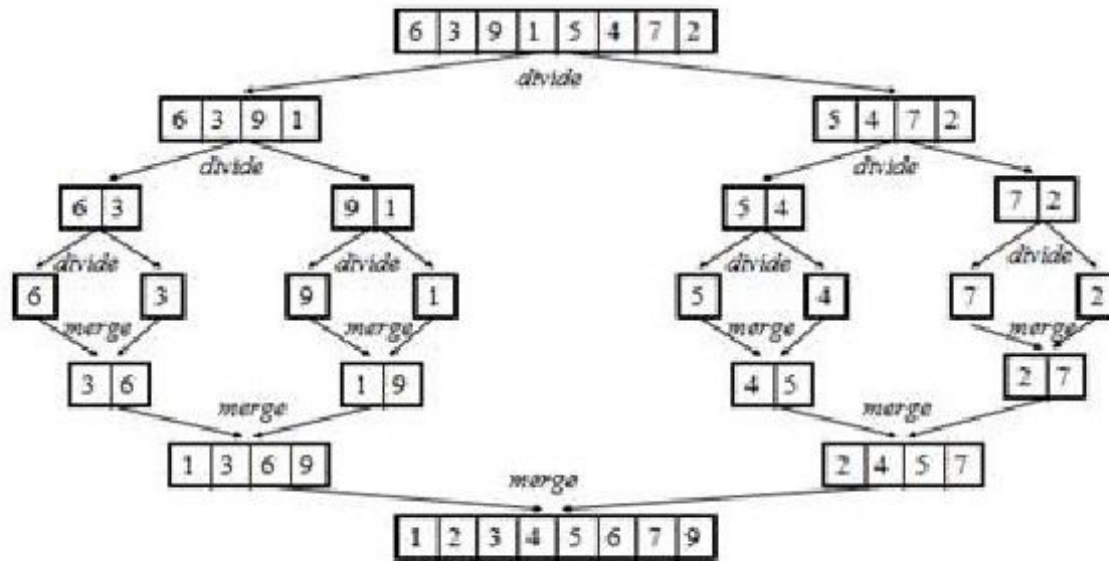 6 3 9 1 5 4 7 2
divide
6 3 9 1 5 4 7 2
divide divide
6 3 9 1 5 4 7 2
divide divide divide divide
6 3 9 1 5 4 7 2
merge merge merge merge
3 6 1 9 4 5 2 7
merge merge
1 3 6 9 2 4 5 7
merge
1 2 3 4 5 6 7 9